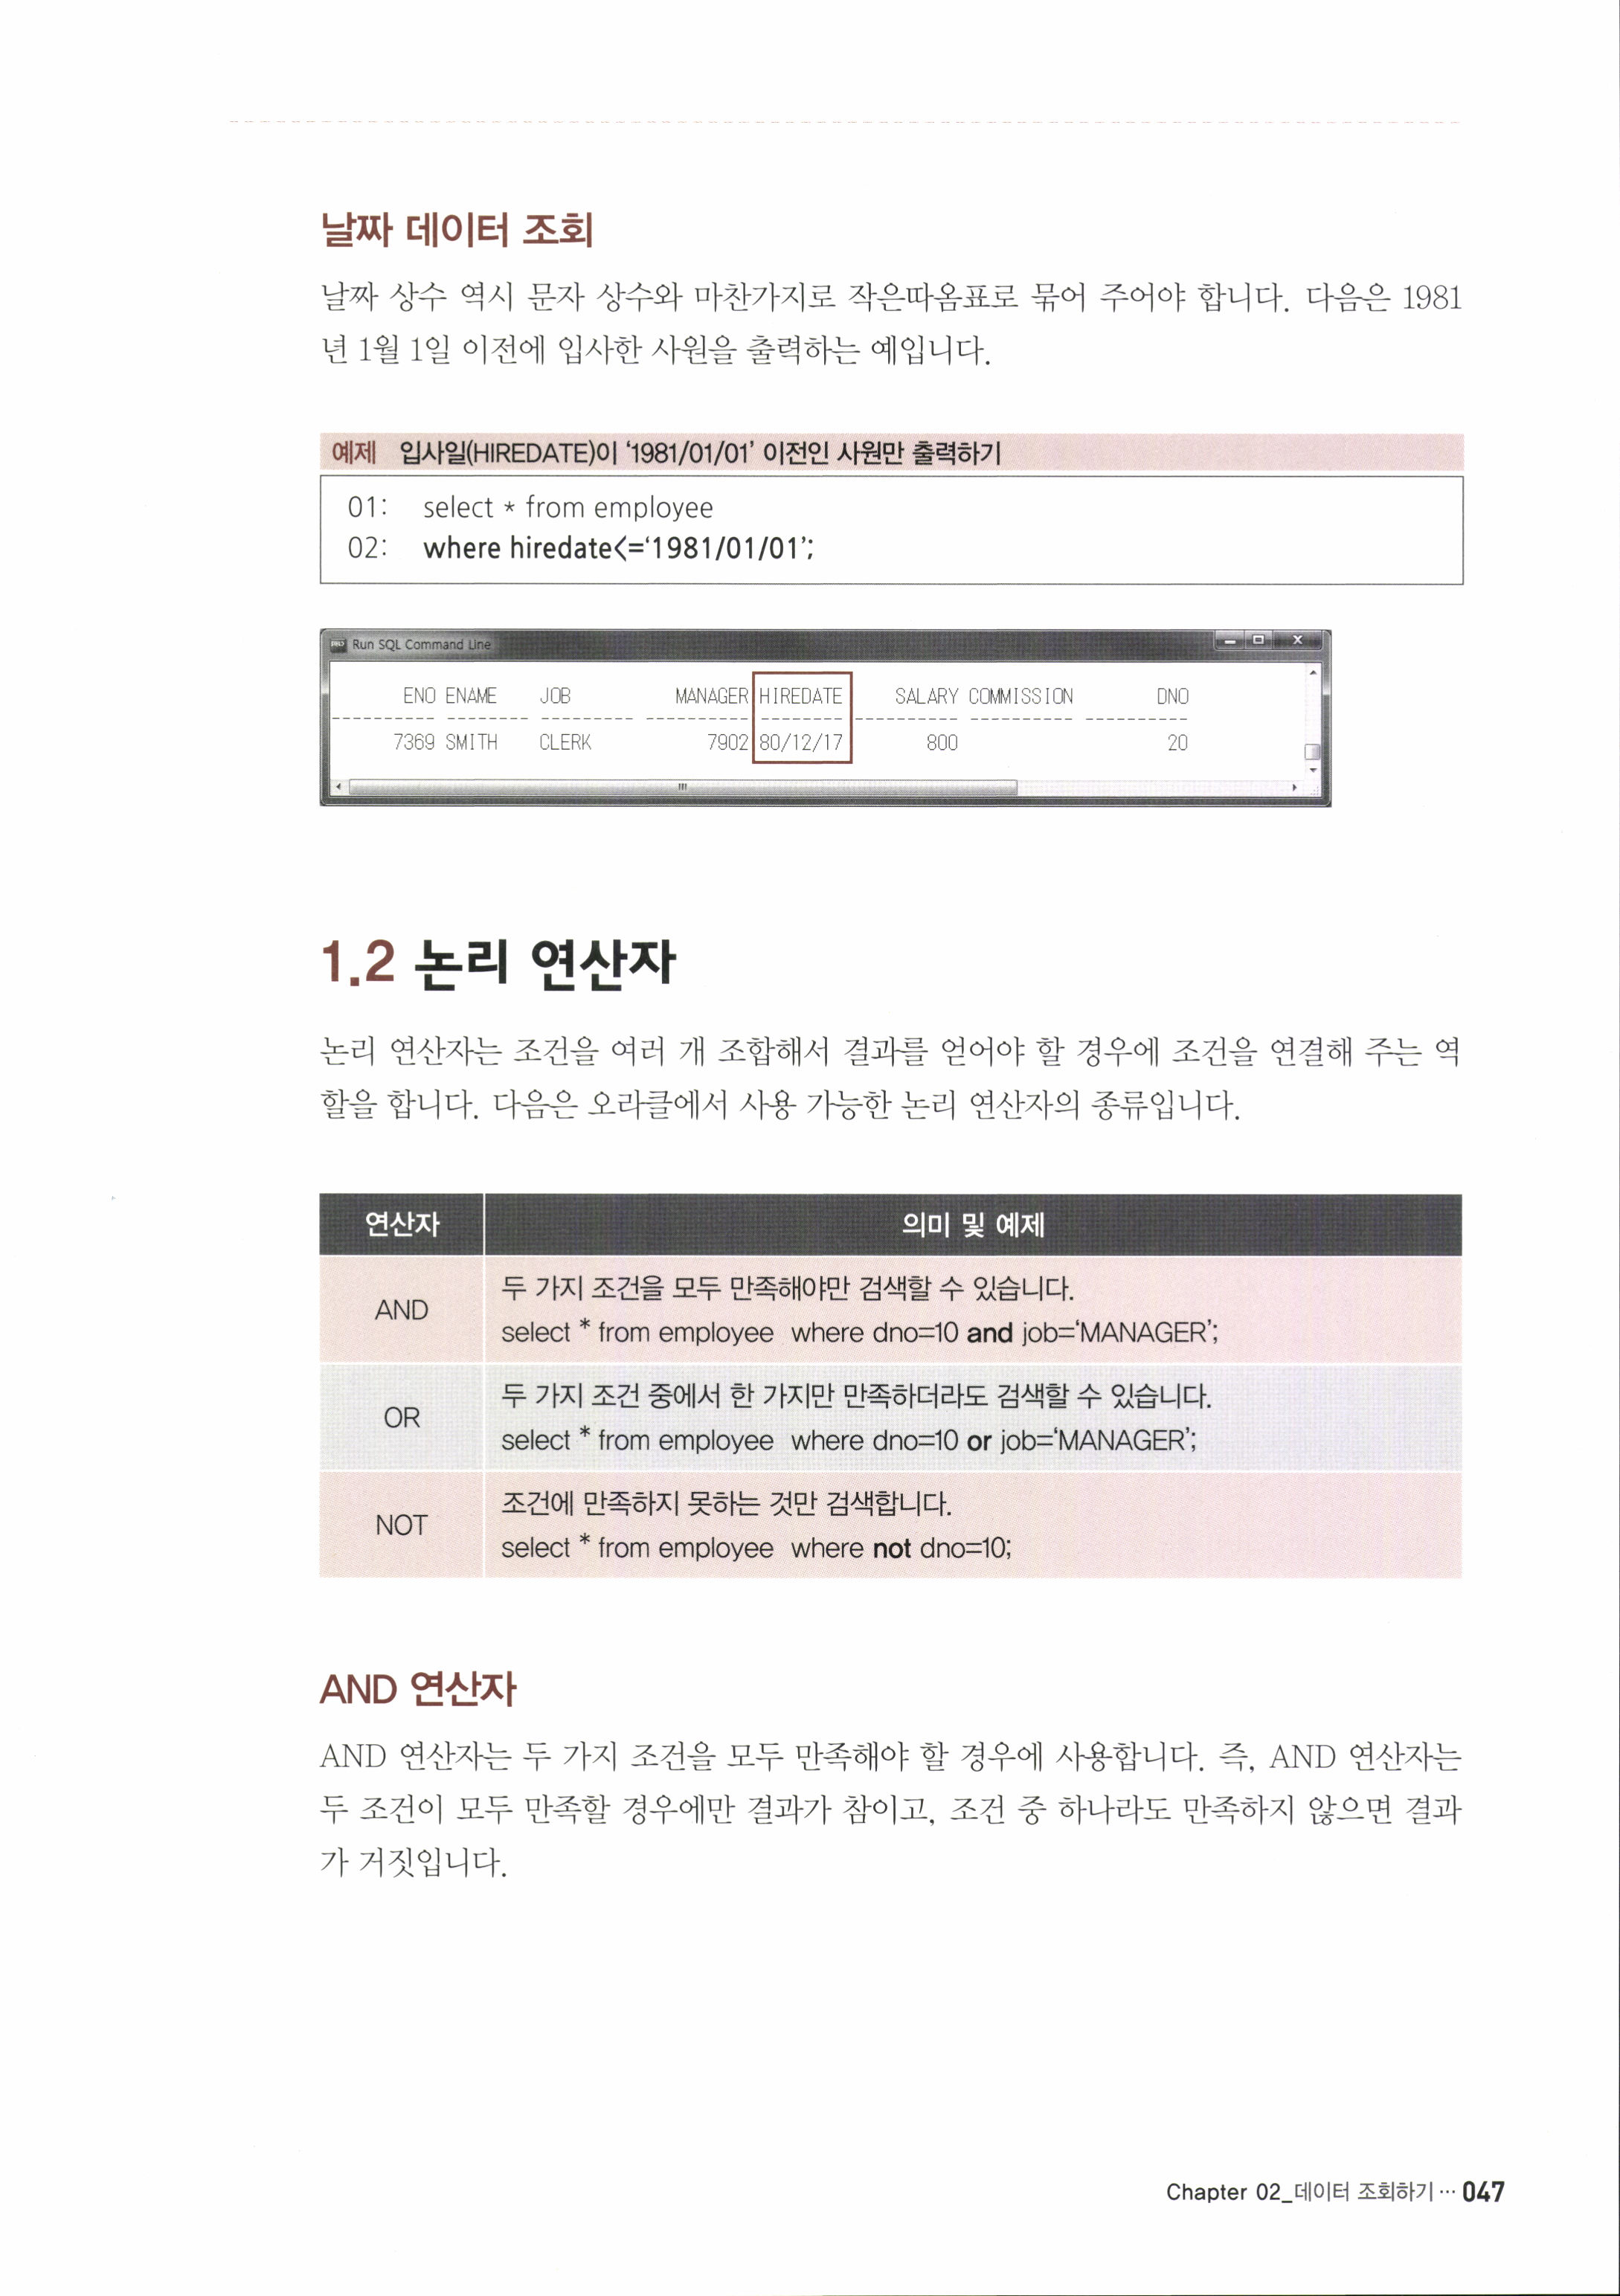 날짜 데이터 조회
날짜 상수 역시 문자 상수와 마찬가지로 작은따옴표로 묶어 주어야 합니다. 다음은 1981
년 1월 1일 이전에 입사한 사원을 출력하는 예입니다.
예제 입사일(HIREDATE)이 ‘1981/01/01’ 이전인 사원만 출력하기
01: select * from employee
02: where hiredate<=‘1981/01/01’;
Run SQL Command Line
ENO ENAME JOB MANAGER HIREDATE SALARY COMMISSION DNO
7369 SMITH CLERK 7902 80/12/17 800 20
1.2 논리 연산자
논리 연산자는 조건을 여러 개 조합해서 결과를 얻어야 할 경우에 조건을 연결해 주는 역
할을 합니다. 다음은 오라클에서 사용 가능한 논리 연산자의 종류입니다.
연산자 의미 및 예제
AND
두 가지 조건을 모두 만족해야만 검색할 수 있습니다.
select * from employee where dno=10 and job=‘MANAGER’;
OR
두 가지 조건 중에서 한 가지만 만족하더라도 검색할 수 있습니다.
select * from employee where dno=10 or job=‘MANAGER’;
NOT
조건에 만족하지 못하는 것만 검색합니다.
select * from employee where not dno=10;
AND 연산자
AND 연산자는 두 가지 조건을 모두 만족해야 할 경우에 사용합니다. 즉, AND 연산자는
두 조건이 모두 만족할 경우에만 결과가 참이고, 조건 중 하나라도 만족하지 않으면 결과
가 거짓입니다.
Chapter 02_데이터 조회하기 ··· 047